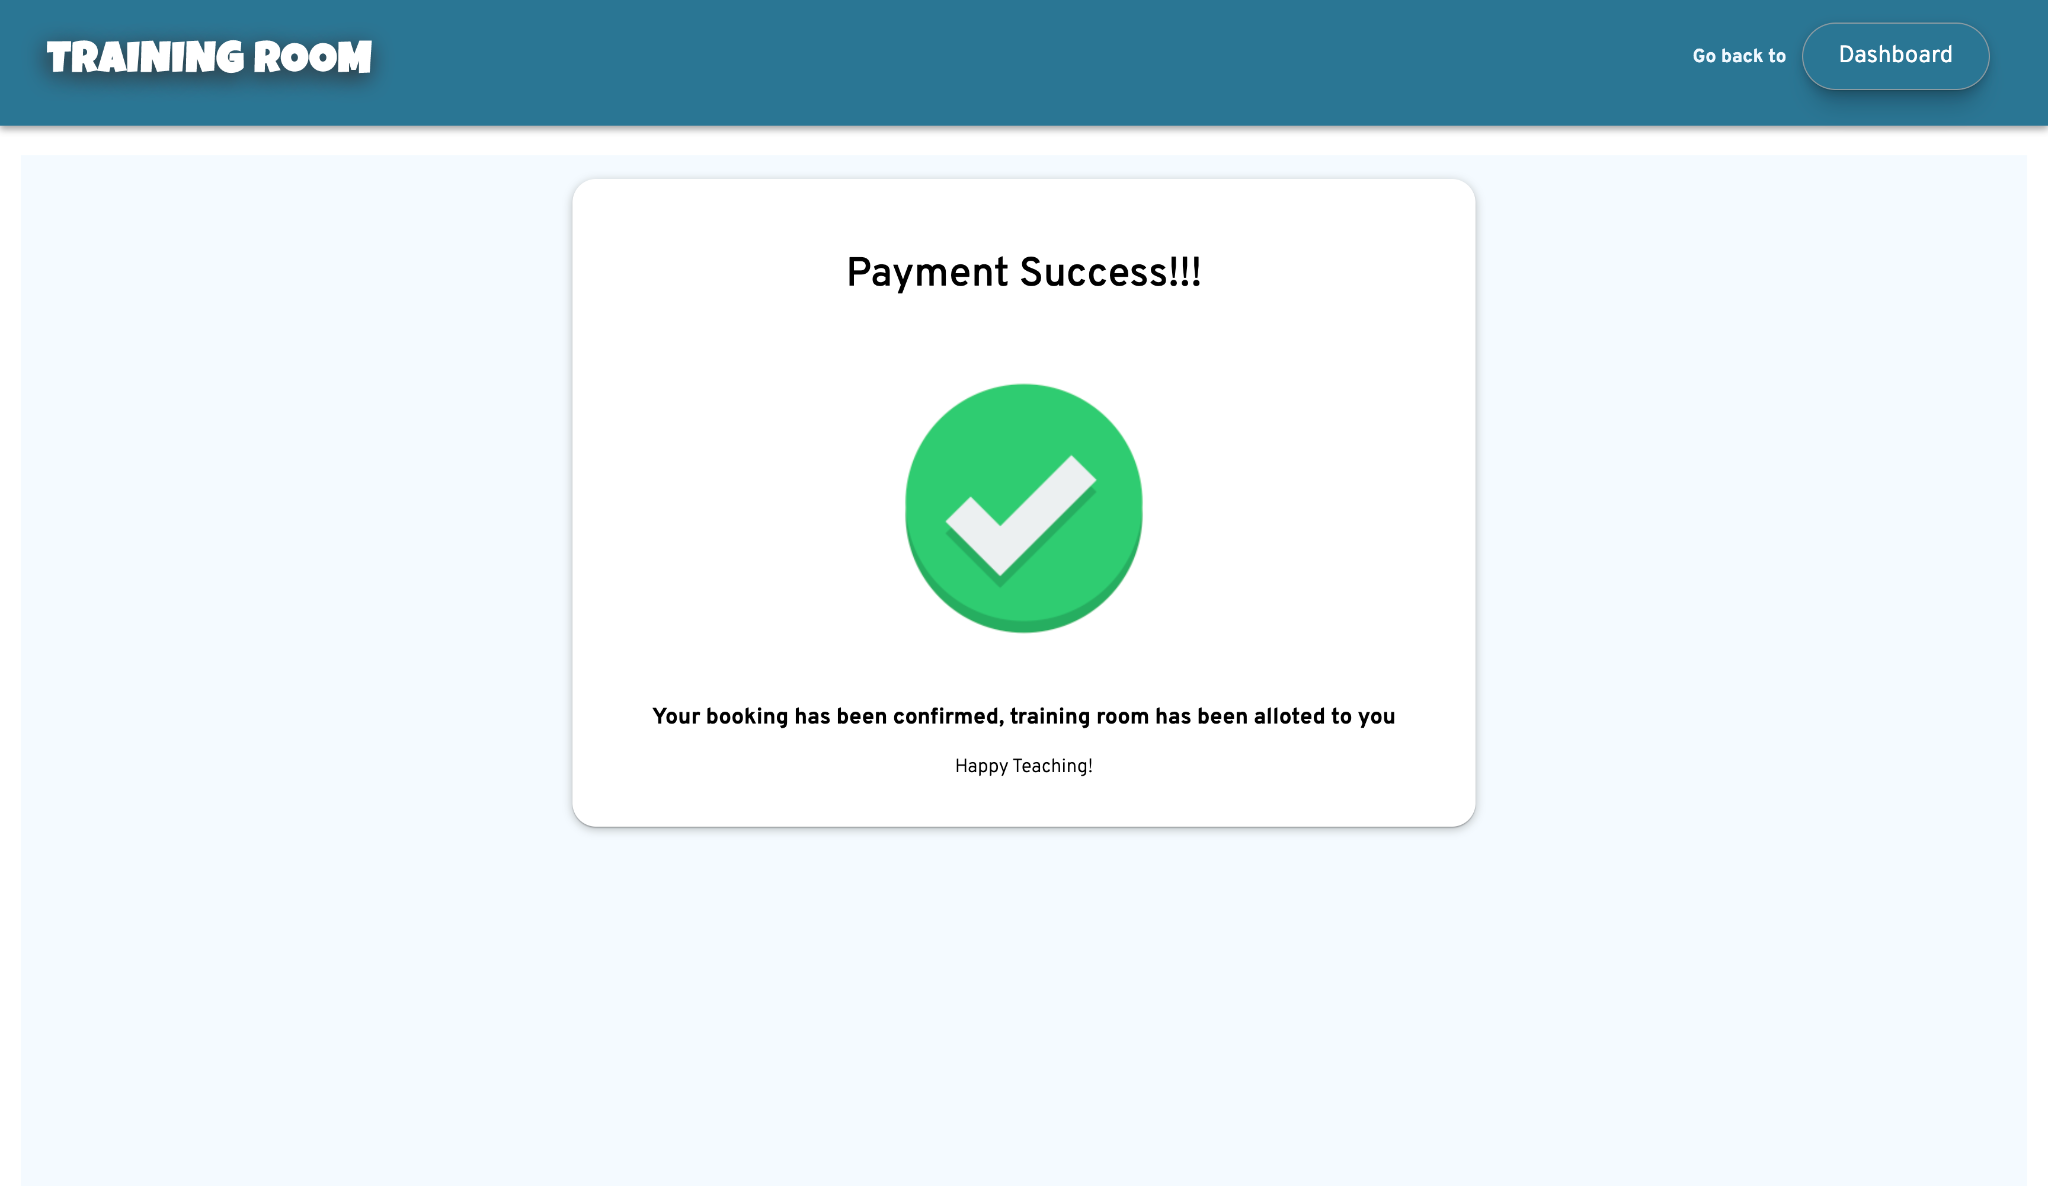 TRAINING ROOM
Go back to Dashboard
Payment Success!!!
Your booking has been confirmed, training room has been alloted to you
Happy Teaching!